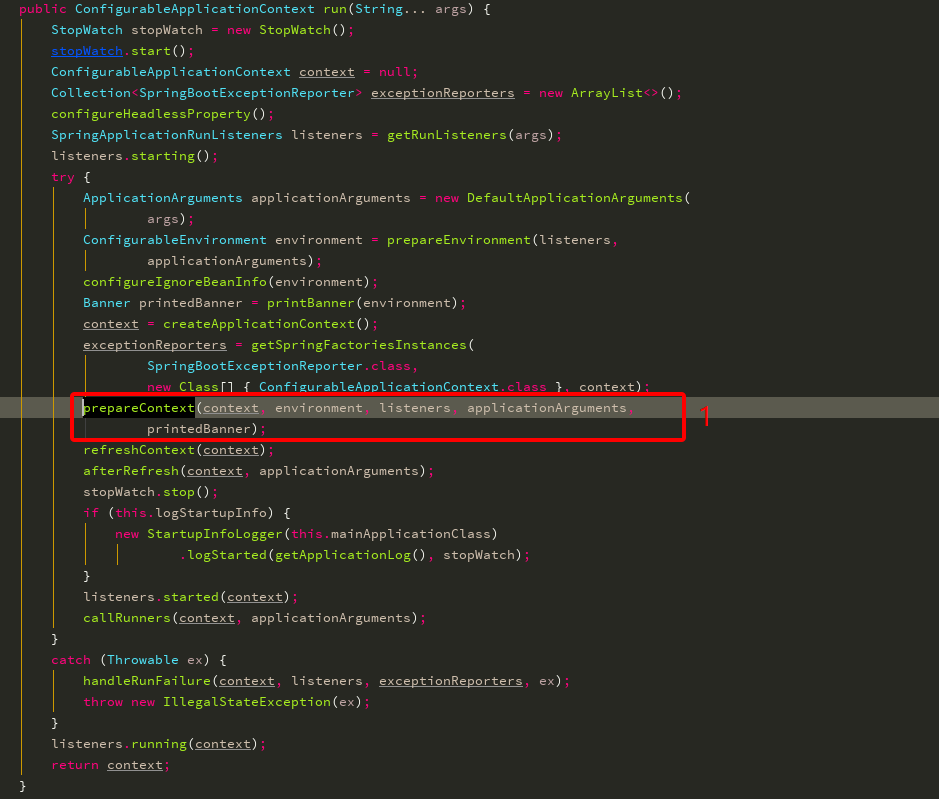 public ConfigurableApplicationContext run(String... args) {
    StopWatch stopWatch = new StopWatch();
    stopWatch.start();
    ConfigurableApplicationContext context = null;
    Collection<SpringBootExceptionReporter> exceptionReporters = new ArrayList<>();
    configureHeadlessProperty();
    SpringApplicationRunListeners listeners = getRunListeners(args);
    listeners.starting();
    try {
        ApplicationArguments applicationArguments = new DefaultApplicationArguments(
                args);
        ConfigurableEnvironment environment = prepareEnvironment(listeners,
                applicationArguments);
        configureIgnoreBeanInfo(environment);
        Banner printedBanner = printBanner(environment);
        context = createApplicationContext();
        exceptionReporters = getSpringFactoriesInstances(
                SpringBootExceptionReporter.class,
                new Class[] { ConfigurableApplicationContext.class }, context);
        prepareContext(context, environment, listeners, applicationArguments, 1
                printedBanner);
        refreshContext(context);
        afterRefresh(context, applicationArguments);
        stopWatch.stop();
        if (this.logStartupInfo) {
            new StartupInfoLogger(this.mainApplicationClass)
                    .logStarted(getApplicationLog(), stopWatch);
        }
        listeners.started(context);
        callRunners(context, applicationArguments);
    }
    catch (Throwable ex) {
        handleRunFailure(context, listeners, exceptionReporters, ex);
        throw new IllegalStateException(ex);
    }
    listeners.running(context);
    return context;
}